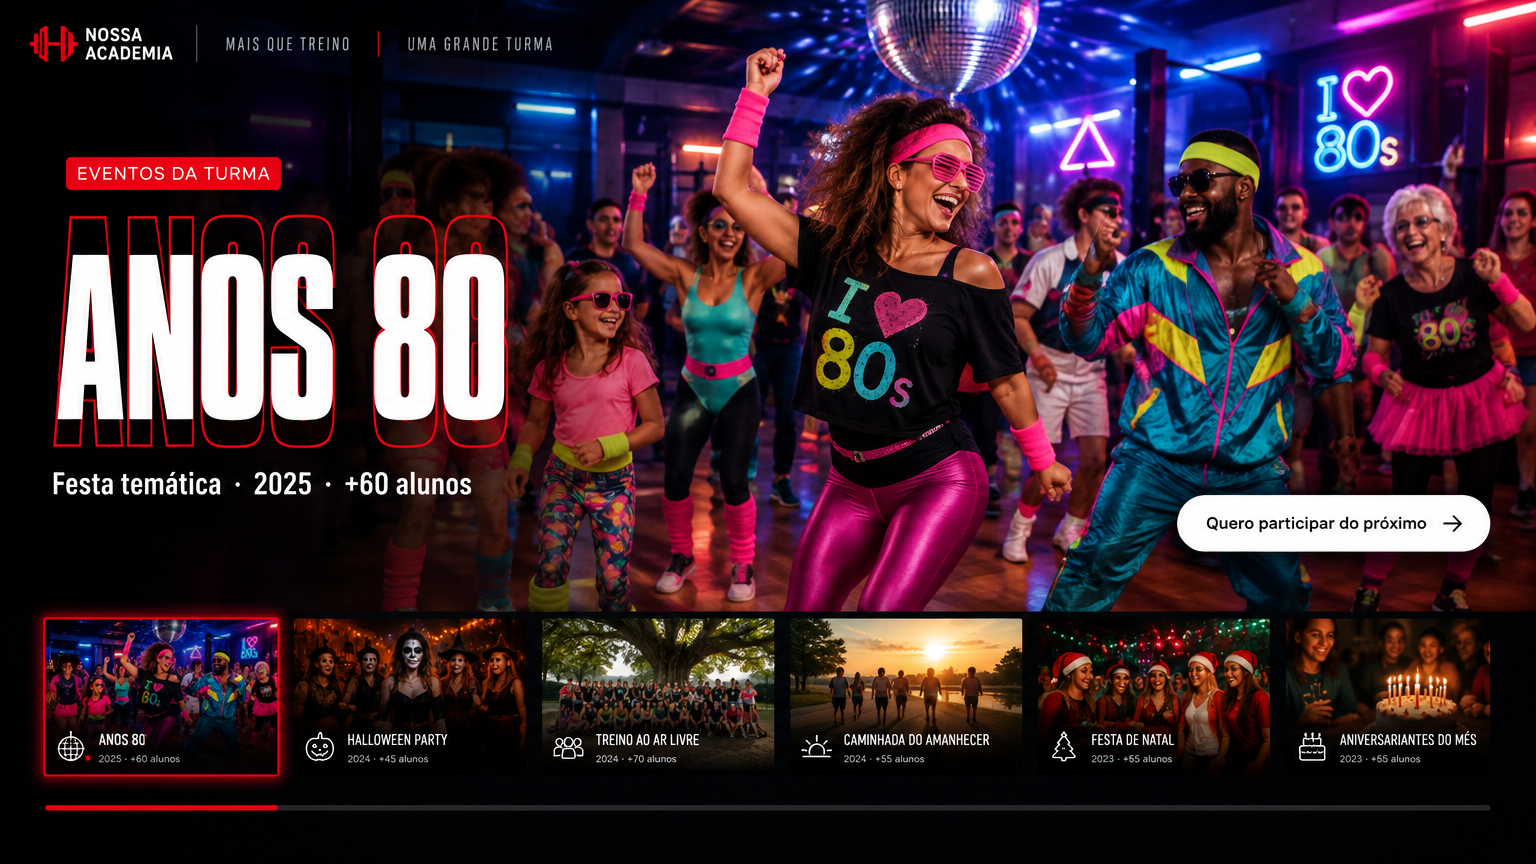 NOSSA
ACADEMIA
MAIS QUE TREINO
UMA GRANDE TURMA
EVENTOS DA TURMA
ANOS 80
Festa temática · 2025 · +60 alunos
I
80s
I
80s
80s
Quero participar do próximo →
ANOS 80
2025 · +60 alunos
HALLOWEEN PARTY
2024 · +45 alunos
TREINO AO AR LIVRE
2024 · +70 alunos
CAMINHADA DO AMANHECER
2024 · +55 alunos
FESTA DE NATAL
2023 · +65 alunos
ANIVERSARIANTES DO MÉS
2023 · +65 alunos